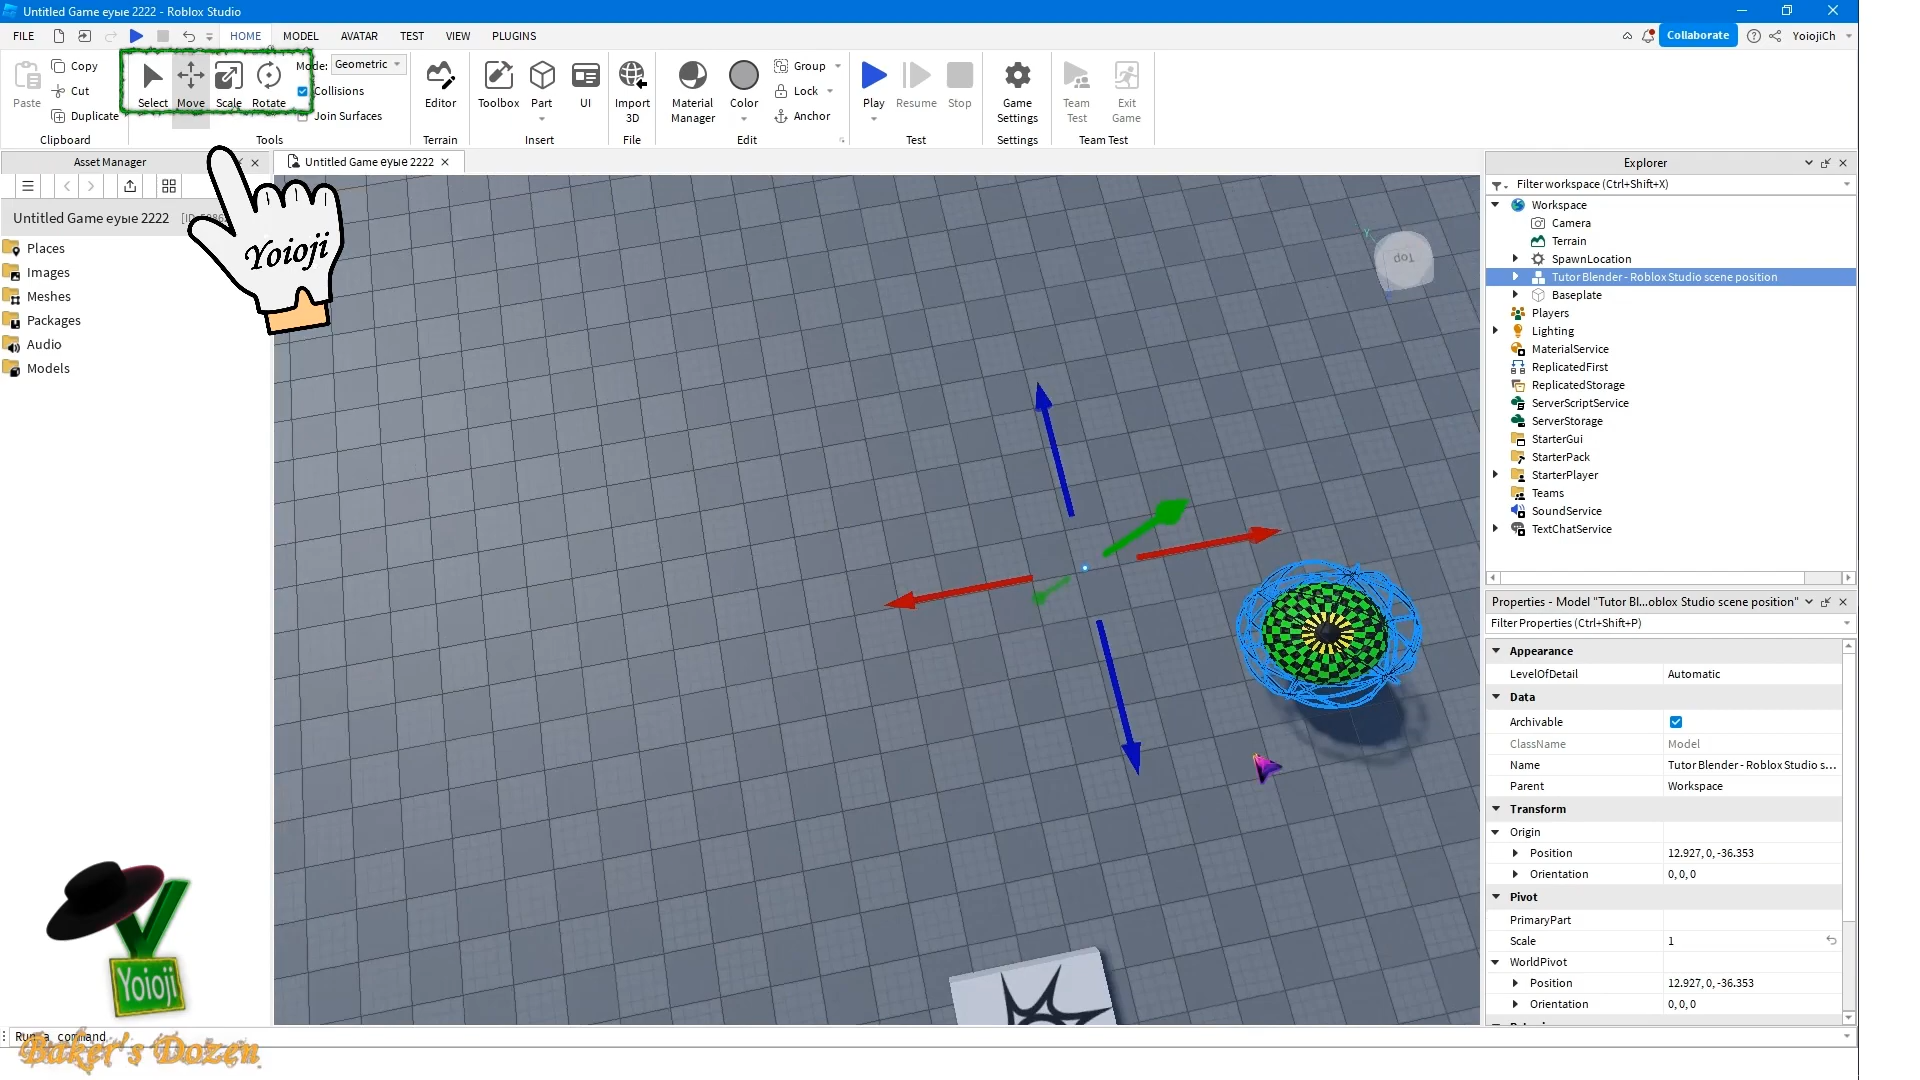 Untitled Game еуые 2222 - Roblox Studio
FILE HOME MODEL AVATAR TEST VIEW PLUGINS Collaborate YoiojiCh
Paste Copy Cut Duplicate Clipboard
Select Move Scale Rotate Mode: Geometric
Collisions
Join Surfaces
Tools
Editor Terrain
Toolbox Part UI Insert
Import 3D File
Material Manager Color Group Lock Anchor Edit
Play Resume Stop Test
Game Settings Settings
Team Test Exit Game Team Test
Asset Manager
Untitled Game еуые 2222
Untitled Game еуые 2222
Places
Images
Meshes
Packages
Audio
Models
Yoioji
Top
Y
Explorer
Filter workspace (Ctrl+Shift+X)
Workspace
Camera
Terrain
SpawnLocation
Tutor Blender - Roblox Studio scene position
Baseplate
Players
Lighting
MaterialService
ReplicatedFirst
ReplicatedStorage
ServerScriptService
ServerStorage
StarterGui
StarterPack
StarterPlayer
Teams
SoundService
TextChatService
Properties - Model "Tutor Bl...oblox Studio scene position"
Filter Properties (Ctrl+Shift+P)
Appearance
LevelOfDetail Automatic
Data
Archivable
ClassName Model
Name Tutor Blender - Roblox Studio s...
Parent Workspace
Transform
Origin
Position 12.927, 0, -36.353
Orientation 0, 0, 0
Pivot
PrimaryPart
Scale 1
WorldPivot
Position 12.927, 0, -36.353
Orientation 0, 0, 0
Yoioji
Run a command
Baker's Dozen